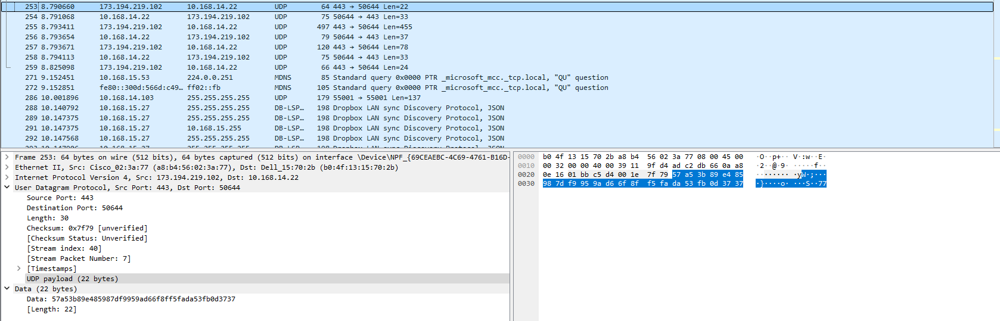 253 8.790660 173.194.219.102 10.168.14.22 UDP 64 443 → 50644 Len=22
254 8.791068 10.168.14.22 173.194.219.102 UDP 75 50644 → 443 Len=33
255 8.793411 173.194.219.102 10.168.14.22 UDP 497 443 → 50644 Len=455
256 8.793654 10.168.14.22 173.194.219.102 UDP 79 50644 → 443 Len=37
257 8.793671 173.194.219.102 10.168.14.22 UDP 120 443 → 50644 Len=78
258 8.794113 10.168.14.22 173.194.219.102 UDP 75 50644 → 443 Len=33
259 8.825098 173.194.219.102 10.168.14.22 UDP 66 443 → 50644 Len=24
271 9.152451 10.168.15.53 224.0.0.251 MDNS 85 Standard query 0x0000 PTR _microsoft_mcc._tcp.local, "QU" question
272 9.152851 fe80::300d:566d:c49… ff02::fb MDNS 105 Standard query 0x0000 PTR _microsoft_mcc._tcp.local, "QU" question
286 10.001896 10.168.14.103 255.255.255.255 UDP 179 55001 → 55001 Len=137
288 10.140792 10.168.15.27 255.255.255.255 DB-LSP… 198 Dropbox LAN sync Discovery Protocol, JSON
289 10.147375 10.168.15.27 255.255.255.255 DB-LSP… 198 Dropbox LAN sync Discovery Protocol, JSON
291 10.147375 10.168.15.27 10.168.15.255 DB-LSP… 198 Dropbox LAN sync Discovery Protocol, JSON
292 10.147568 10.168.15.27 255.255.255.255 DB-LSP… 198 Dropbox LAN sync Discovery Protocol, JSON
Frame 253: 64 bytes on wire (512 bits), 64 bytes captured (512 bits) on interface \Device\NPF_{69CEAEBC-4C69-4761-B16D-
Ethernet II, Src: Cisco_02:3a:77 (a8:b4:56:02:3a:77), Dst: Dell_15:70:2b (b0:4f:13:15:70:2b)
Internet Protocol Version 4, Src: 173.194.219.102, Dst: 10.168.14.22
User Datagram Protocol, Src Port: 443, Dst Port: 50644
Source Port: 443
Destination Port: 50644
Length: 30
Checksum: 0x7f79 [unverified]
[Checksum Status: Unverified]
[Stream index: 40]
[Stream Packet Number: 7]
[Timestamps]
UDP payload (22 bytes)
Data (22 bytes)
Data: 57a53b89e485987df9959ad66f8ff5fada53fb0d3737
[Length: 22]
0000 b0 4f 13 15 70 2b a8 b4 56 02 3a 77 08 00 45 00 ·O··p+·· V·:w··E·
0010 00 32 00 00 40 00 39 11 9f d4 ad c2 db 66 0a a8 ·2··@·9· ·····f··
0020 0e 16 01 bb c5 d4 00 1e 7f 79 57 a5 3b 89 e4 85 ········ ·yW·;···
0030 98 7d f9 95 9a d6 6f 8f f5 fa da 53 fb 0d 37 37 ·}····o· ···S··77